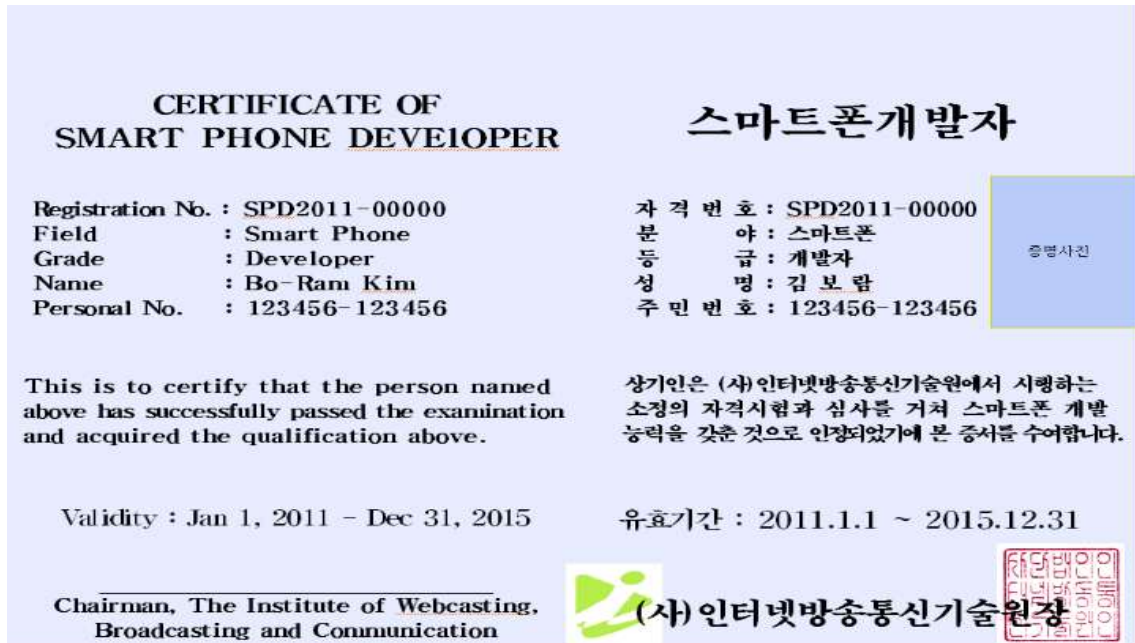 CERTIFICATE OF
SMART PHONE DEVElOPER
Registration No. : SPD2011-00000
Field : Smart Phone
Grade : Developer
Name : Bo-Ram Kim
Personal No. : 123456-123456
This is to certify that the person named
above has successfully passed the examination
and acquired the qualification above.
Validity : Jan 1, 2011 - Dec 31, 2015
Chairman, The Institute of Webcasting,
Broadcasting and Communication
스마트폰개발자
자 격 번 호 : SPD2011-00000
분 야 : 스마트폰
등 급 : 개발자
성 명 : 김 보 람
주 민 번 호 : 123456-123456
증명사진
상기인은 (사)인터넷방송통신기술원에서 시행하는
소정의 자격시험과 심사를 거쳐 스마트폰 개발
능력을 갖춘 것으로 인정되었기에 본 증서를 수여합니다.
유효기간 : 2011.1.1 ~ 2015.12.31
(사)인터넷방송통신기술원장